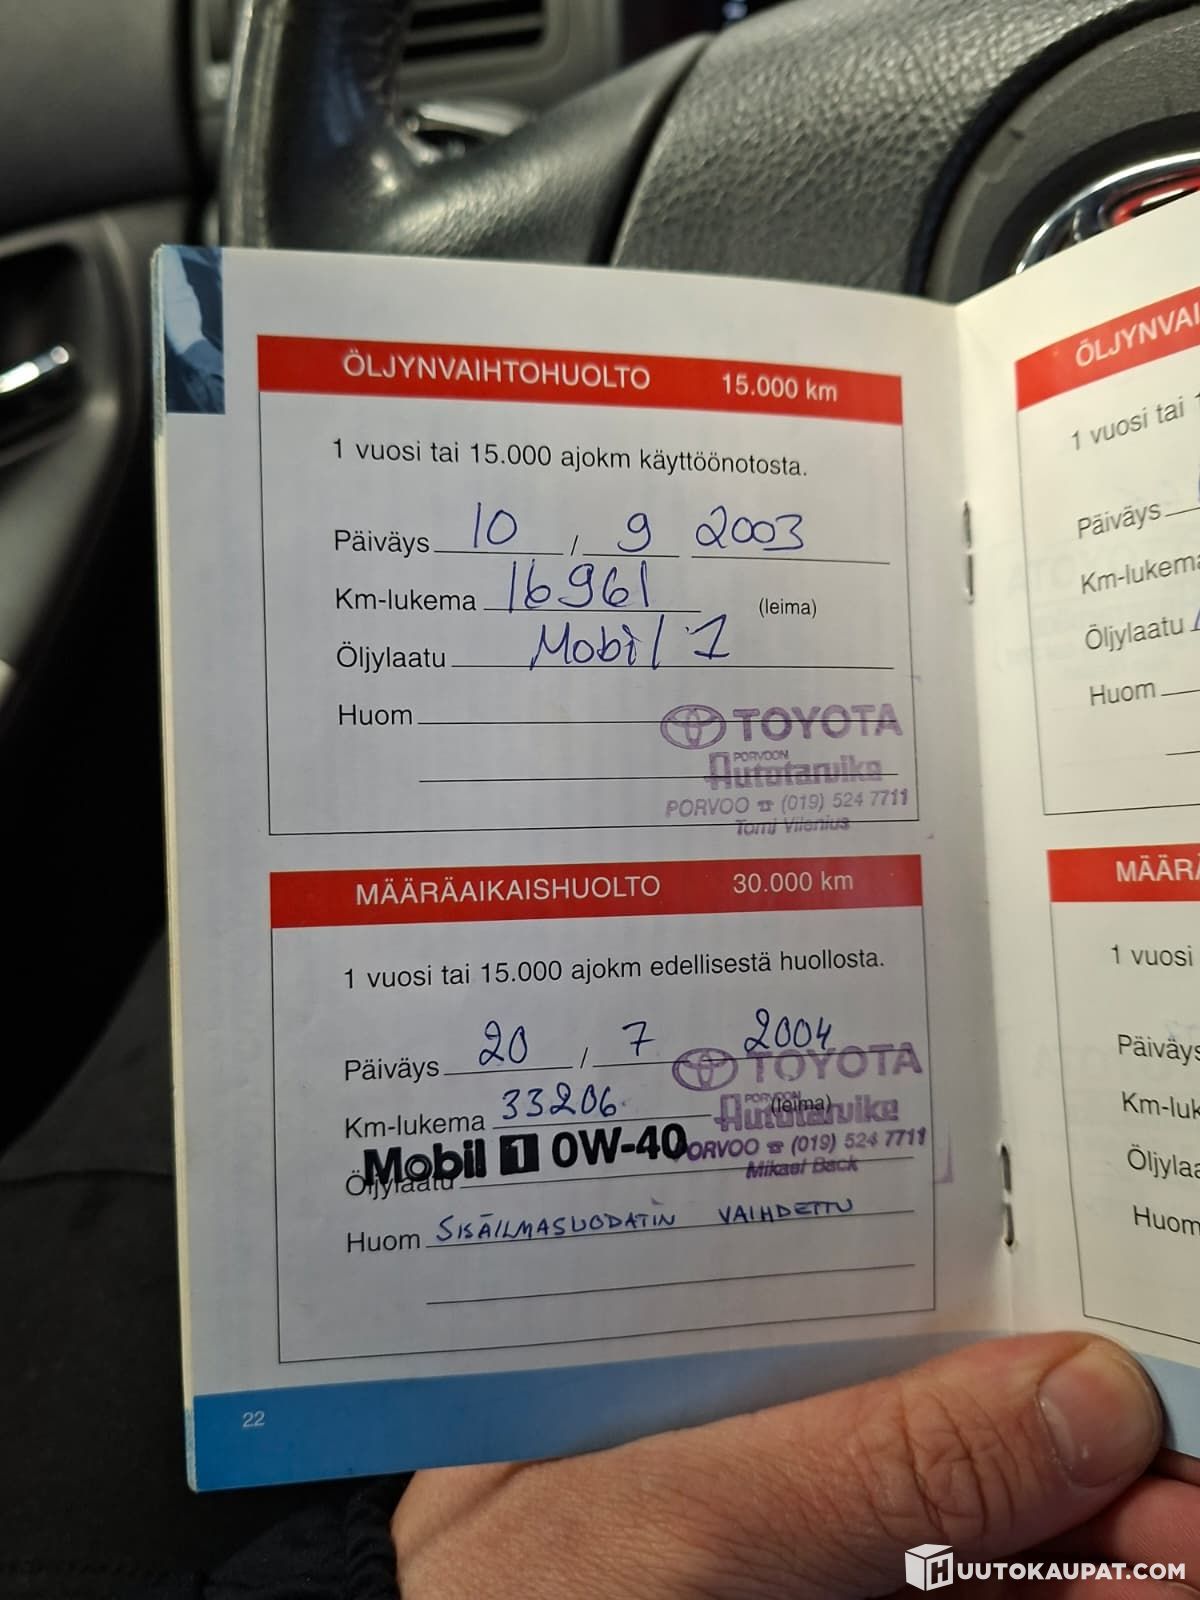 ÖLJYNVAIHTOHUOLTO 15.000 km
1 vuosi tai 15.000 ajokm käyttöönotosta.
Päiväys 10 / 9 2003
Km-lukema 16961 (leima)
Öljylaatu Mobil 1
Huom
TOYOTA
PORVOON
Autotarvike
PORVOO ☎ (019) 524 7711
Tomi Vilenius
MÄÄRÄAIKAISHUOLTO 30.000 km
1 vuosi tai 15.000 ajokm edellisestä huollosta.
Päiväys 20 / 7 2004
TOYOTA
PORVOON
Km-lukema 33206 (leima)
Autotarvike
Mobil 1 0W-40
PORVOO ☎ (019) 524 7711
Mikael Back
Öljylaatu
Huom SISÄILMASUODATIN VAIHDETTU
22
ÖLJYNVAI
1 vuosi tai 1
Päiväys
Km-lukema
Öljylaatu
Huom
MÄÄRÄ
1 vuosi
Päiväys
Km-luk
Öljylaa
Huom
HUUTOKAUPAT.COM